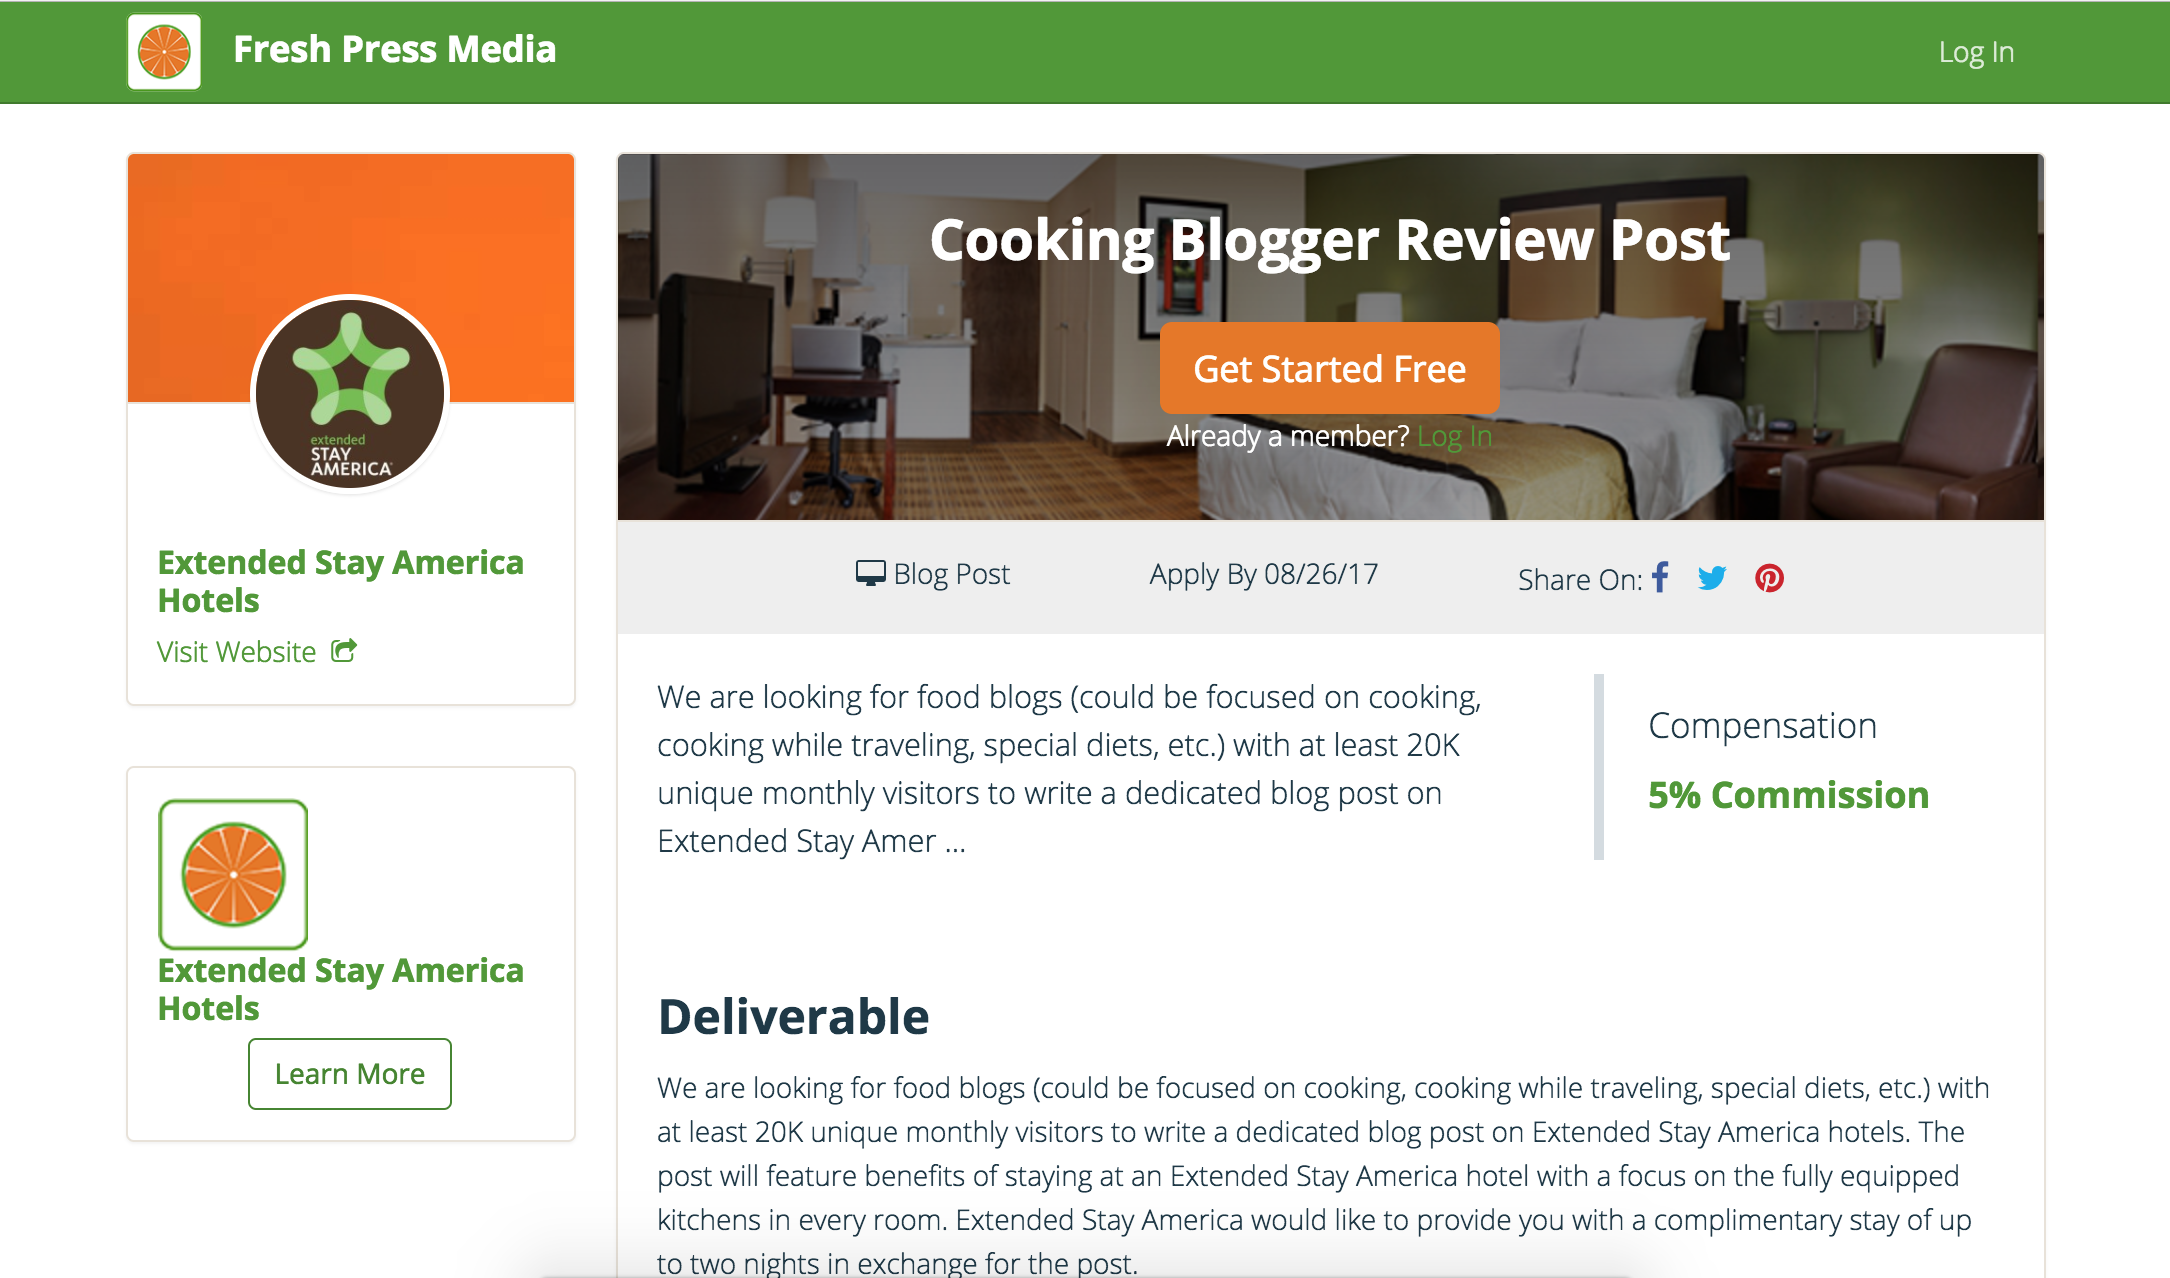 Fresh Press Media
Log In
extended
STAY
AMERICA
Extended Stay America
Hotels
Visit Website
Extended Stay America
Hotels
Learn More
Cooking Blogger Review Post
Get Started Free
Already a member? Log In
Blog Post
Apply By 08/26/17
Share On:
We are looking for food blogs (could be focused on cooking,
cooking while traveling, special diets, etc.) with at least 20K
unique monthly visitors to write a dedicated blog post on
Extended Stay Amer ...
Compensation
5% Commission
Deliverable
We are looking for food blogs (could be focused on cooking, cooking while traveling, special diets, etc.) with
at least 20K unique monthly visitors to write a dedicated blog post on Extended Stay America hotels. The
post will feature benefits of staying at an Extended Stay America hotel with a focus on the fully equipped
kitchens in every room. Extended Stay America would like to provide you with a complimentary stay of up
to two nights in exchange for the post.